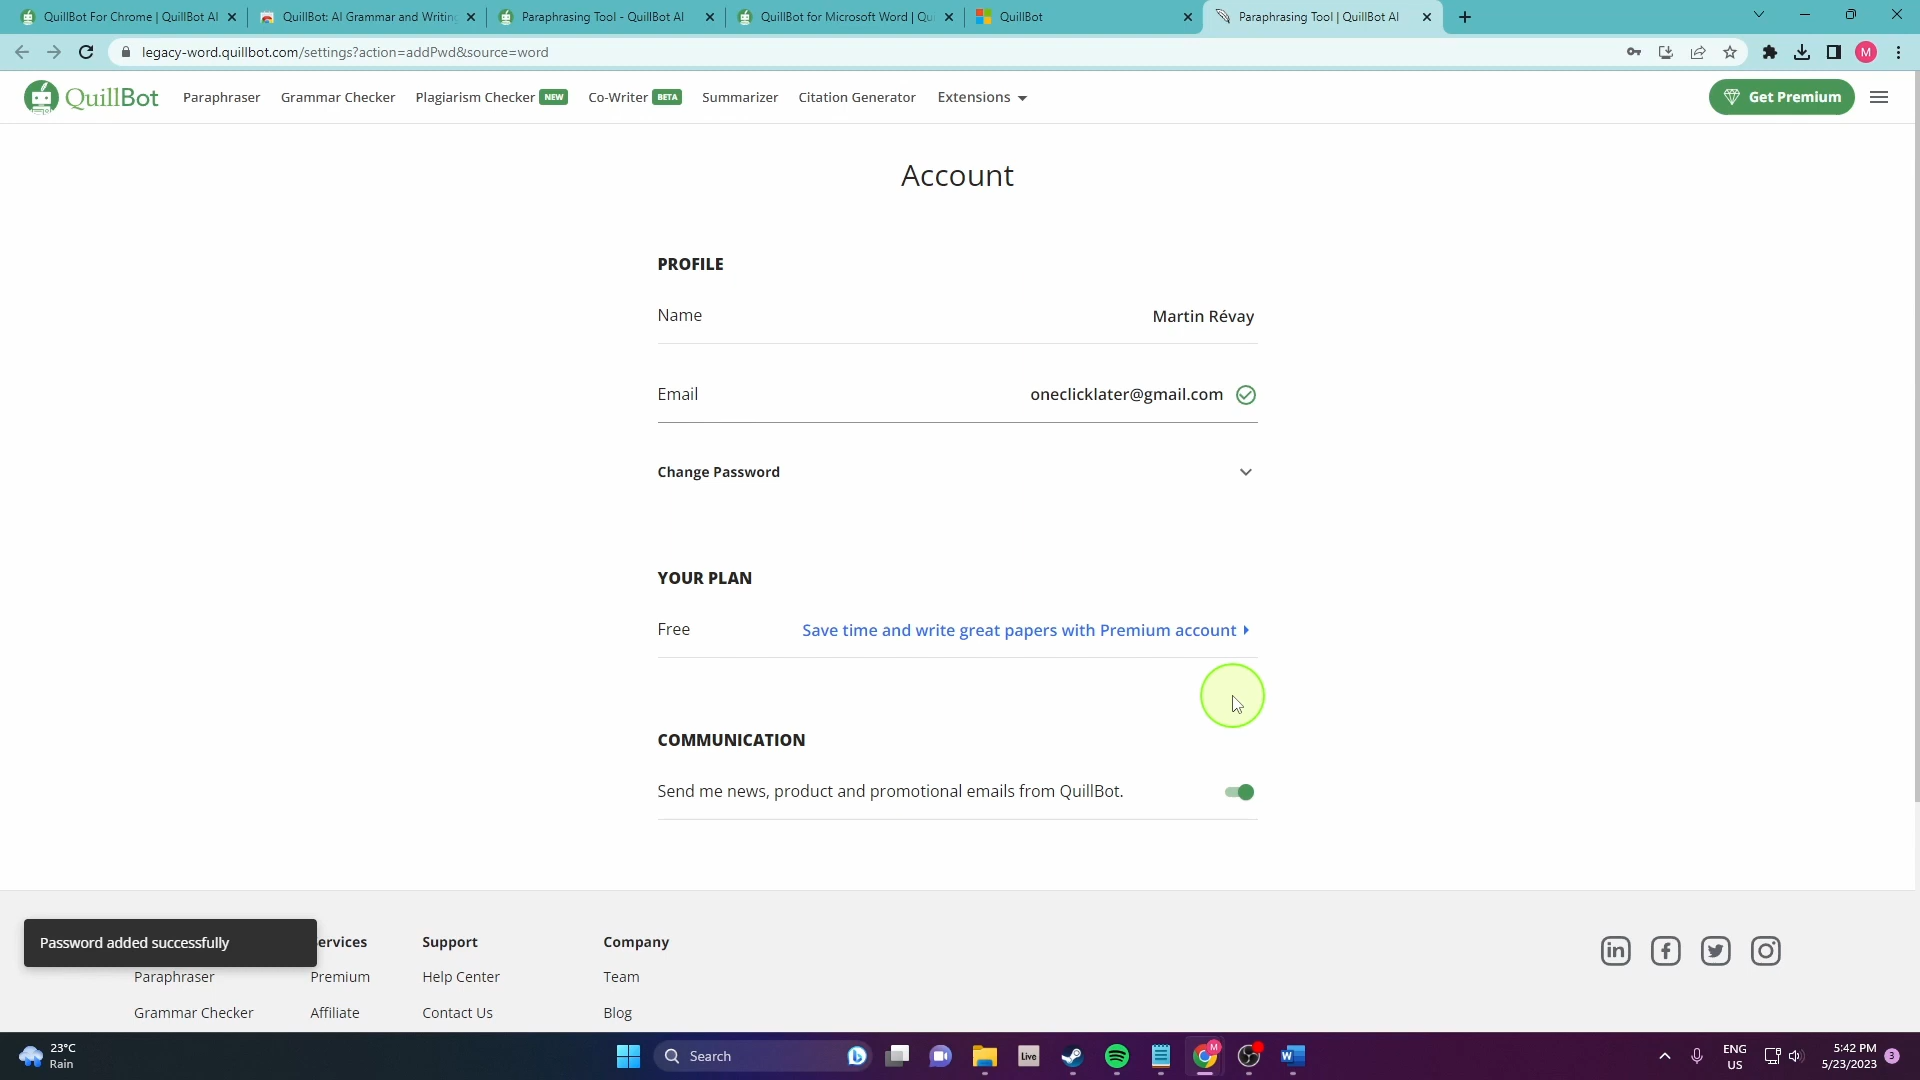 QuillBot For Chrome | QuillBot AI
QuillBot: AI Grammar and Writing
Paraphrasing Tool - QuillBot AI
QuillBot for Microsoft Word | Qu
QuillBot
Paraphrasing Tool | QuillBot AI
legacy-word.quillbot.com/settings?action=addPwd&source=word
M
QuillBot
Paraphraser
Grammar Checker
Plagiarism Checker NEW
Co-Writer BETA
Summarizer
Citation Generator
Extensions
Get Premium
Account
PROFILE
Name
Martin Révay
Email
oneclicklater@gmail.com
Change Password
YOUR PLAN
Free
Save time and write great papers with Premium account
COMMUNICATION
Send me news, product and promotional emails from QuillBot.
Password added successfully
ervices
Support
Company
Paraphraser
Premium
Help Center
Team
Grammar Checker
Affiliate
Contact Us
Blog
23°C
Rain
Search
Live
M
ENG
US
5:42 PM
5/23/2023
3